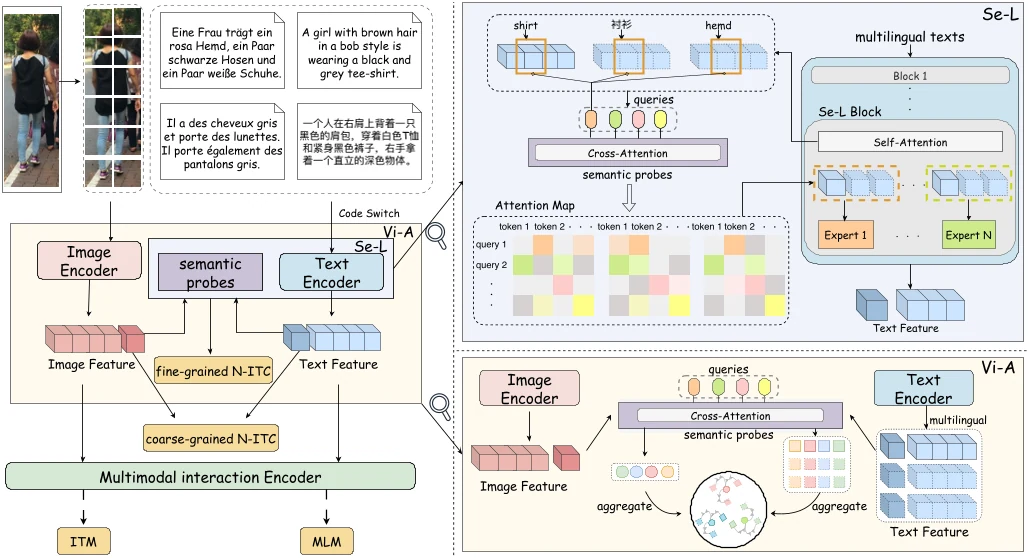 Eine Frau trägt ein
rosa Hemd, ein Paar
schwarze Hosen und
ein Paar weiße Schuhe.
A girl with brown hair
in a bob style is
wearing a black and
grey tee-shirt.
Il a des cheveux gris
et porte des lunettes.
Il porte également des
pantalons gris.
一个人在右肩上背着一只
黑色的肩包，穿着白色T恤
和紧身黑色裤子，右手拿
着一个直立的深色物体。
Code Switch
Vi-A
Se-L
Image
Encoder
semantic
probes
Text
Encoder
Image Feature
Text Feature
fine-grained N-ITC
coarse-grained N-ITC
Multimodal interaction Encoder
ITM
MLM
Se-L
shirt
衬衫
hemd
queries
Cross-Attention
semantic probes
Attention Map
token 1 token 2 · · · token 1 token 2 · · · token 1 token 2 · · ·
query 1
query 2
·
·
·
multilingual texts
Block 1
·
·
·
Se-L Block
Self-Attention
· · ·
Expert 1
· · ·
Expert N
Text Feature
Vi-A
Image
Encoder
Image Feature
queries
Cross-Attention
semantic probes
aggregate
aggregate
Text
Encoder
multilingual
Text Feature